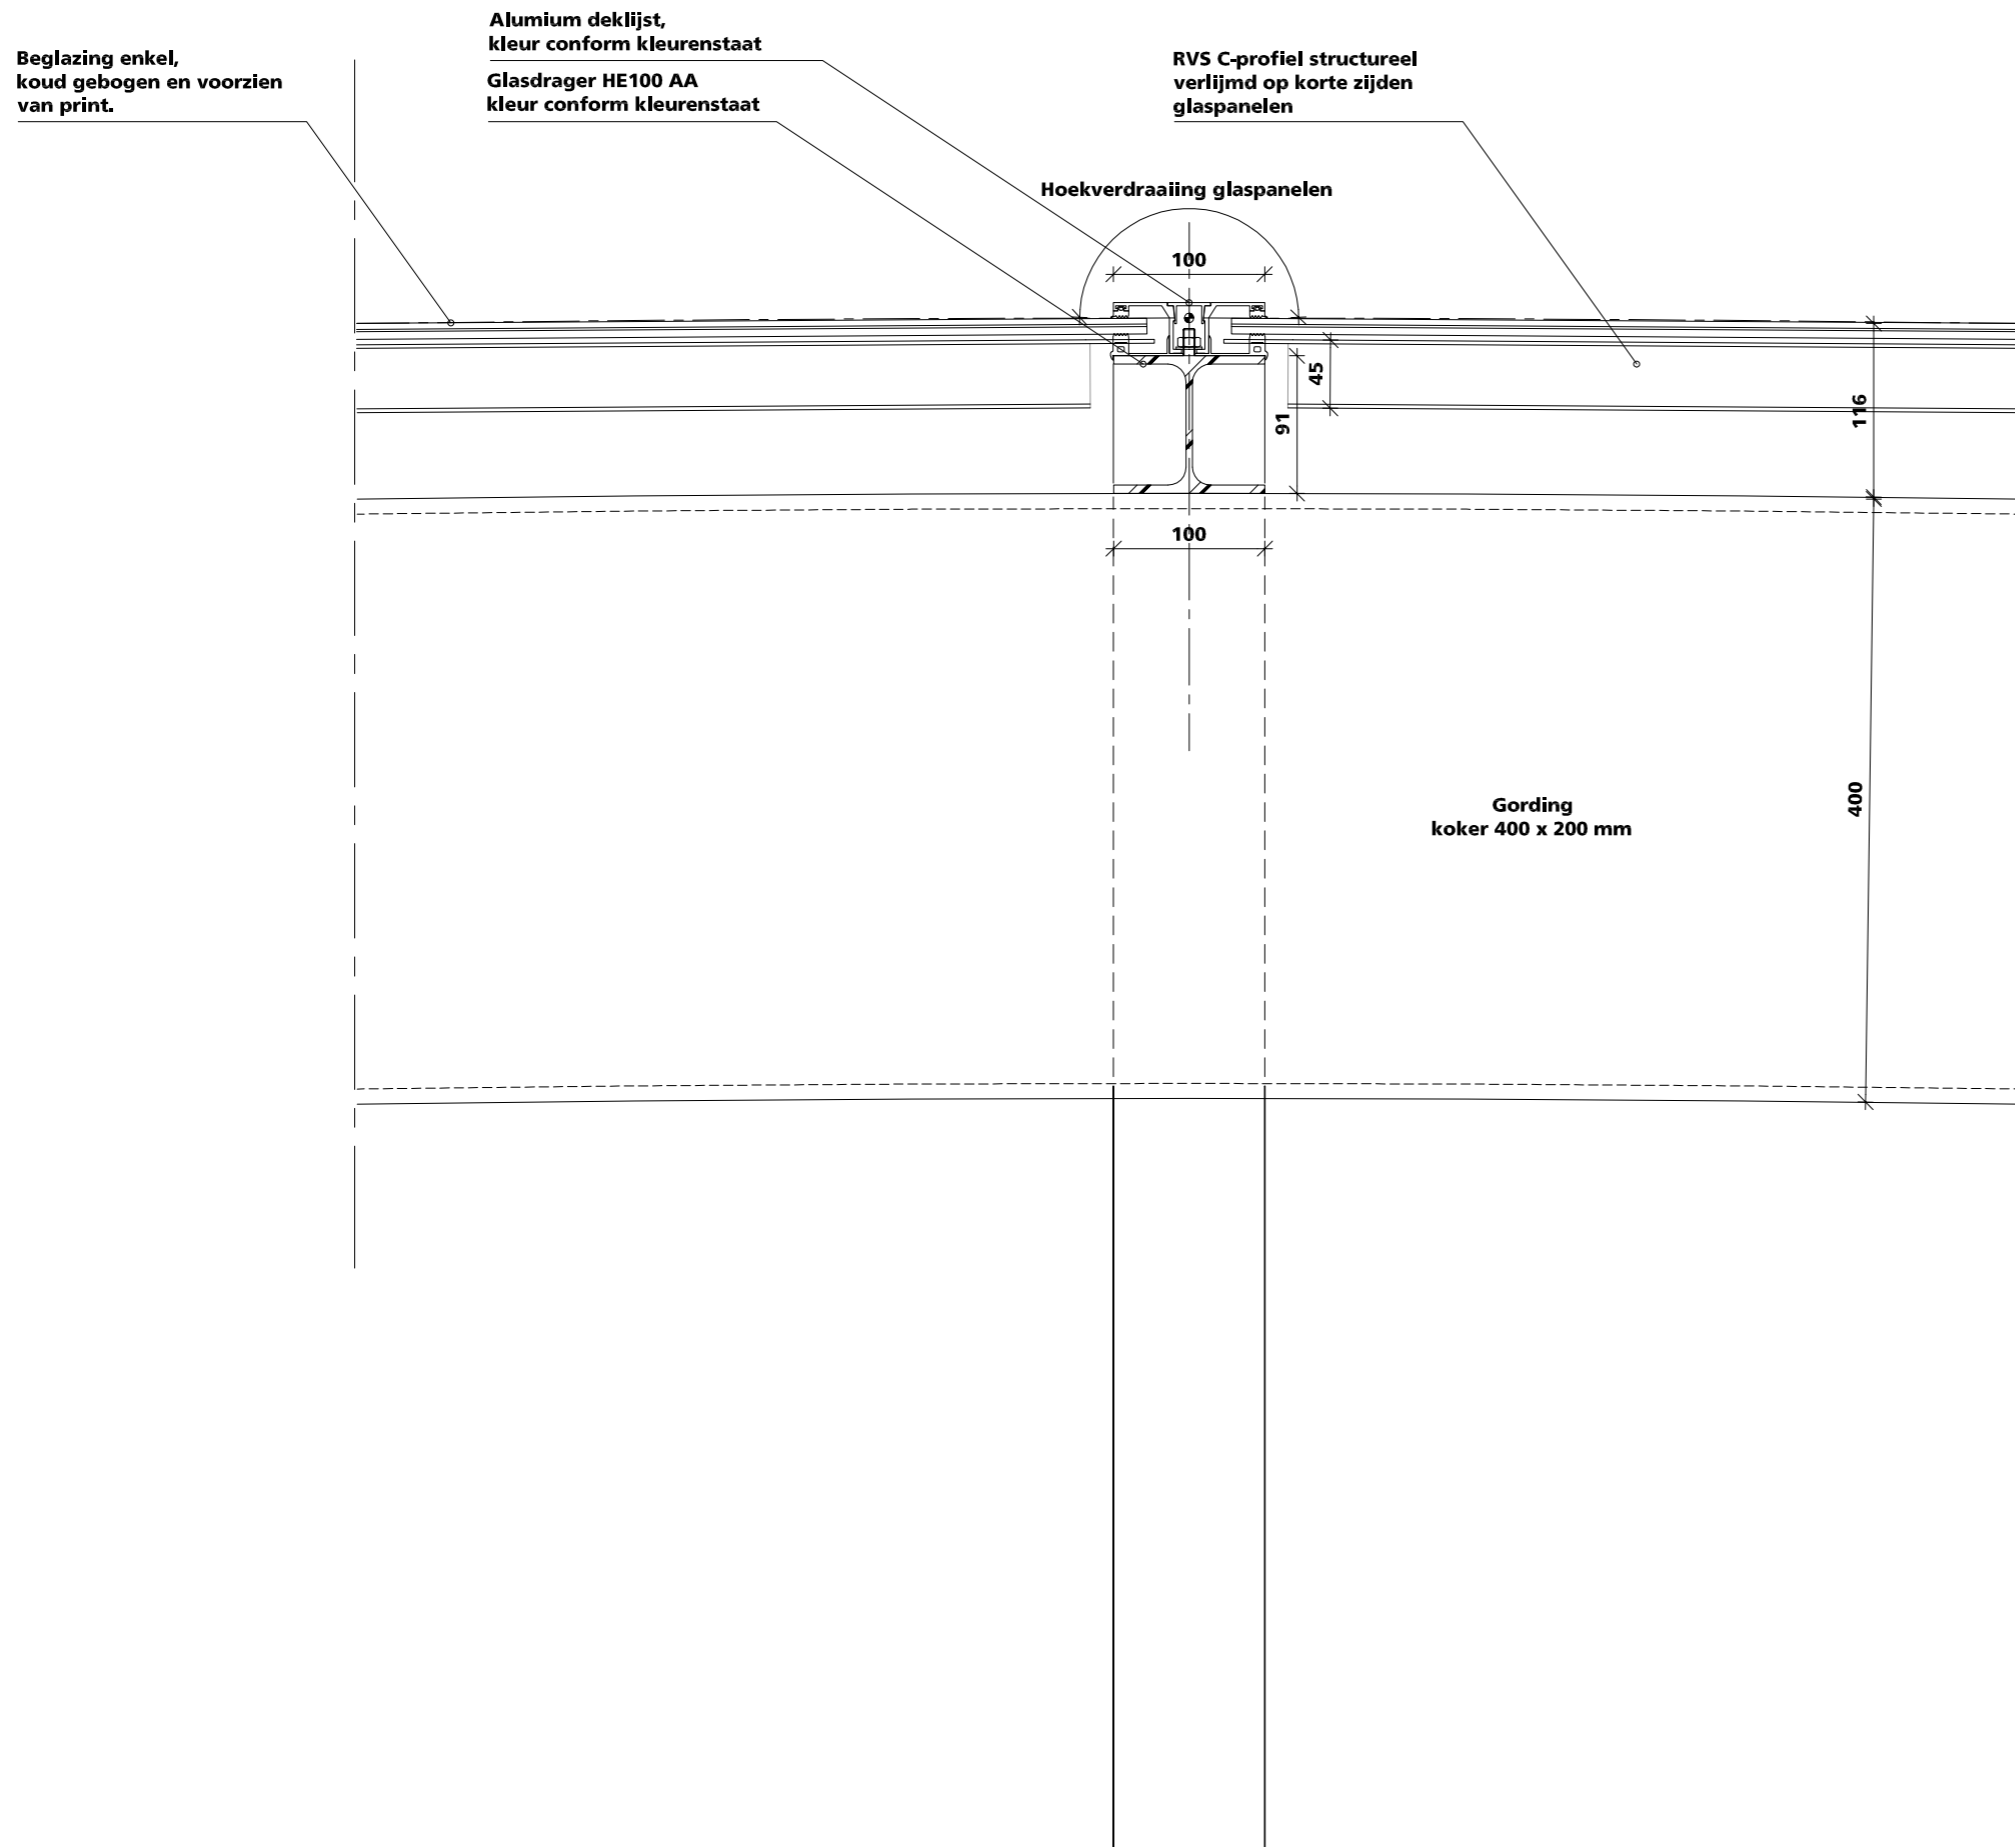 Alumium deklijst,
kleur conform kleurenstaat
Beglazing enkel,
koud gebogen en voorzien
van print.
Glasdrager HE100 AA
kleur conform kleurenstaat
RVS C-profiel structureel
verlijmd op korte zijden
glaspanelen
Hoekverdraaiing glaspanelen
100
45
91
116
100
400
Gording
koker 400 x 200 mm